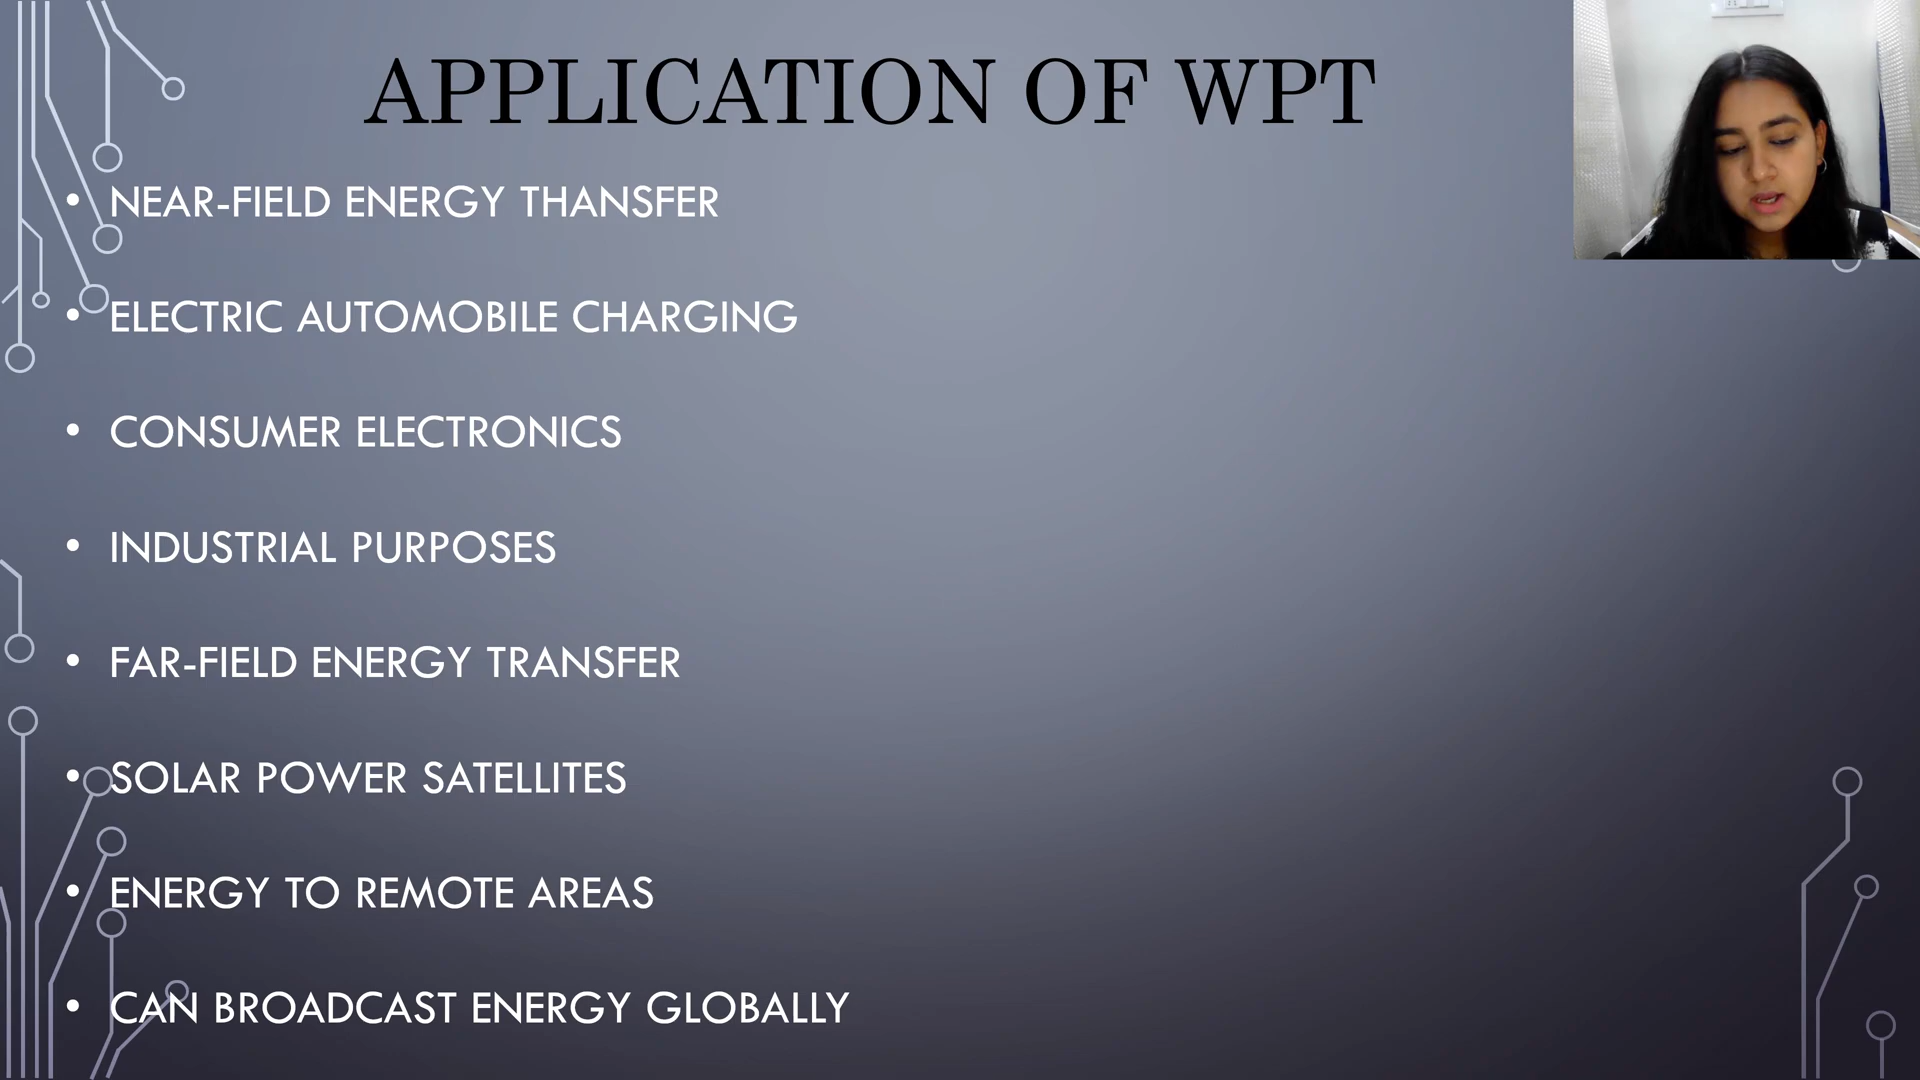 APPLICATION OF WPT
• NEAR-FIELD ENERGY THANSFER
• ELECTRIC AUTOMOBILE CHARGING
• CONSUMER ELECTRONICS
• INDUSTRIAL PURPOSES
• FAR-FIELD ENERGY TRANSFER
• SOLAR POWER SATELLITES
• ENERGY TO REMOTE AREAS
• CAN BROADCAST ENERGY GLOBALLY